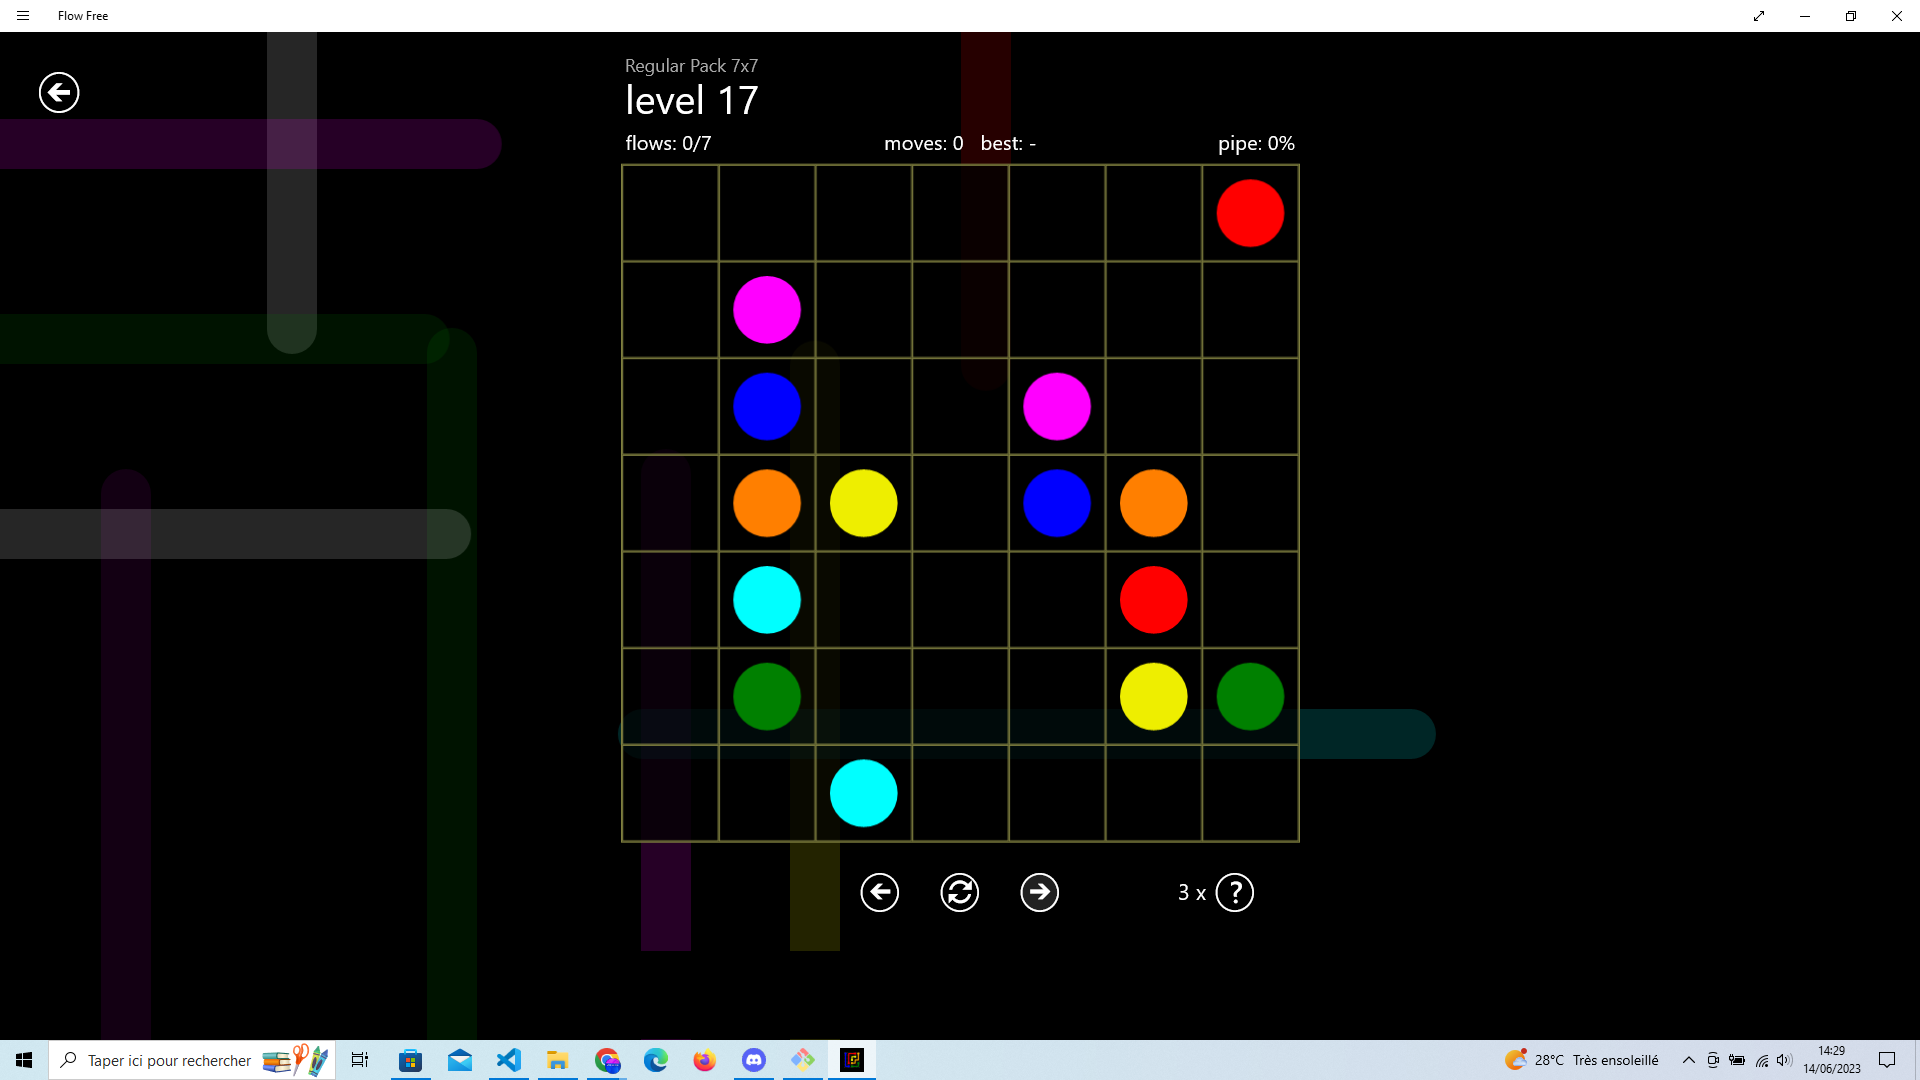 Flow Free
Regular Pack 7x7
level 17
flows: 0/7 moves: 0 best: - pipe: 0%
3 x ?
Taper ici pour rechercher
28°C Très ensoleillé
14:29
14/06/2023